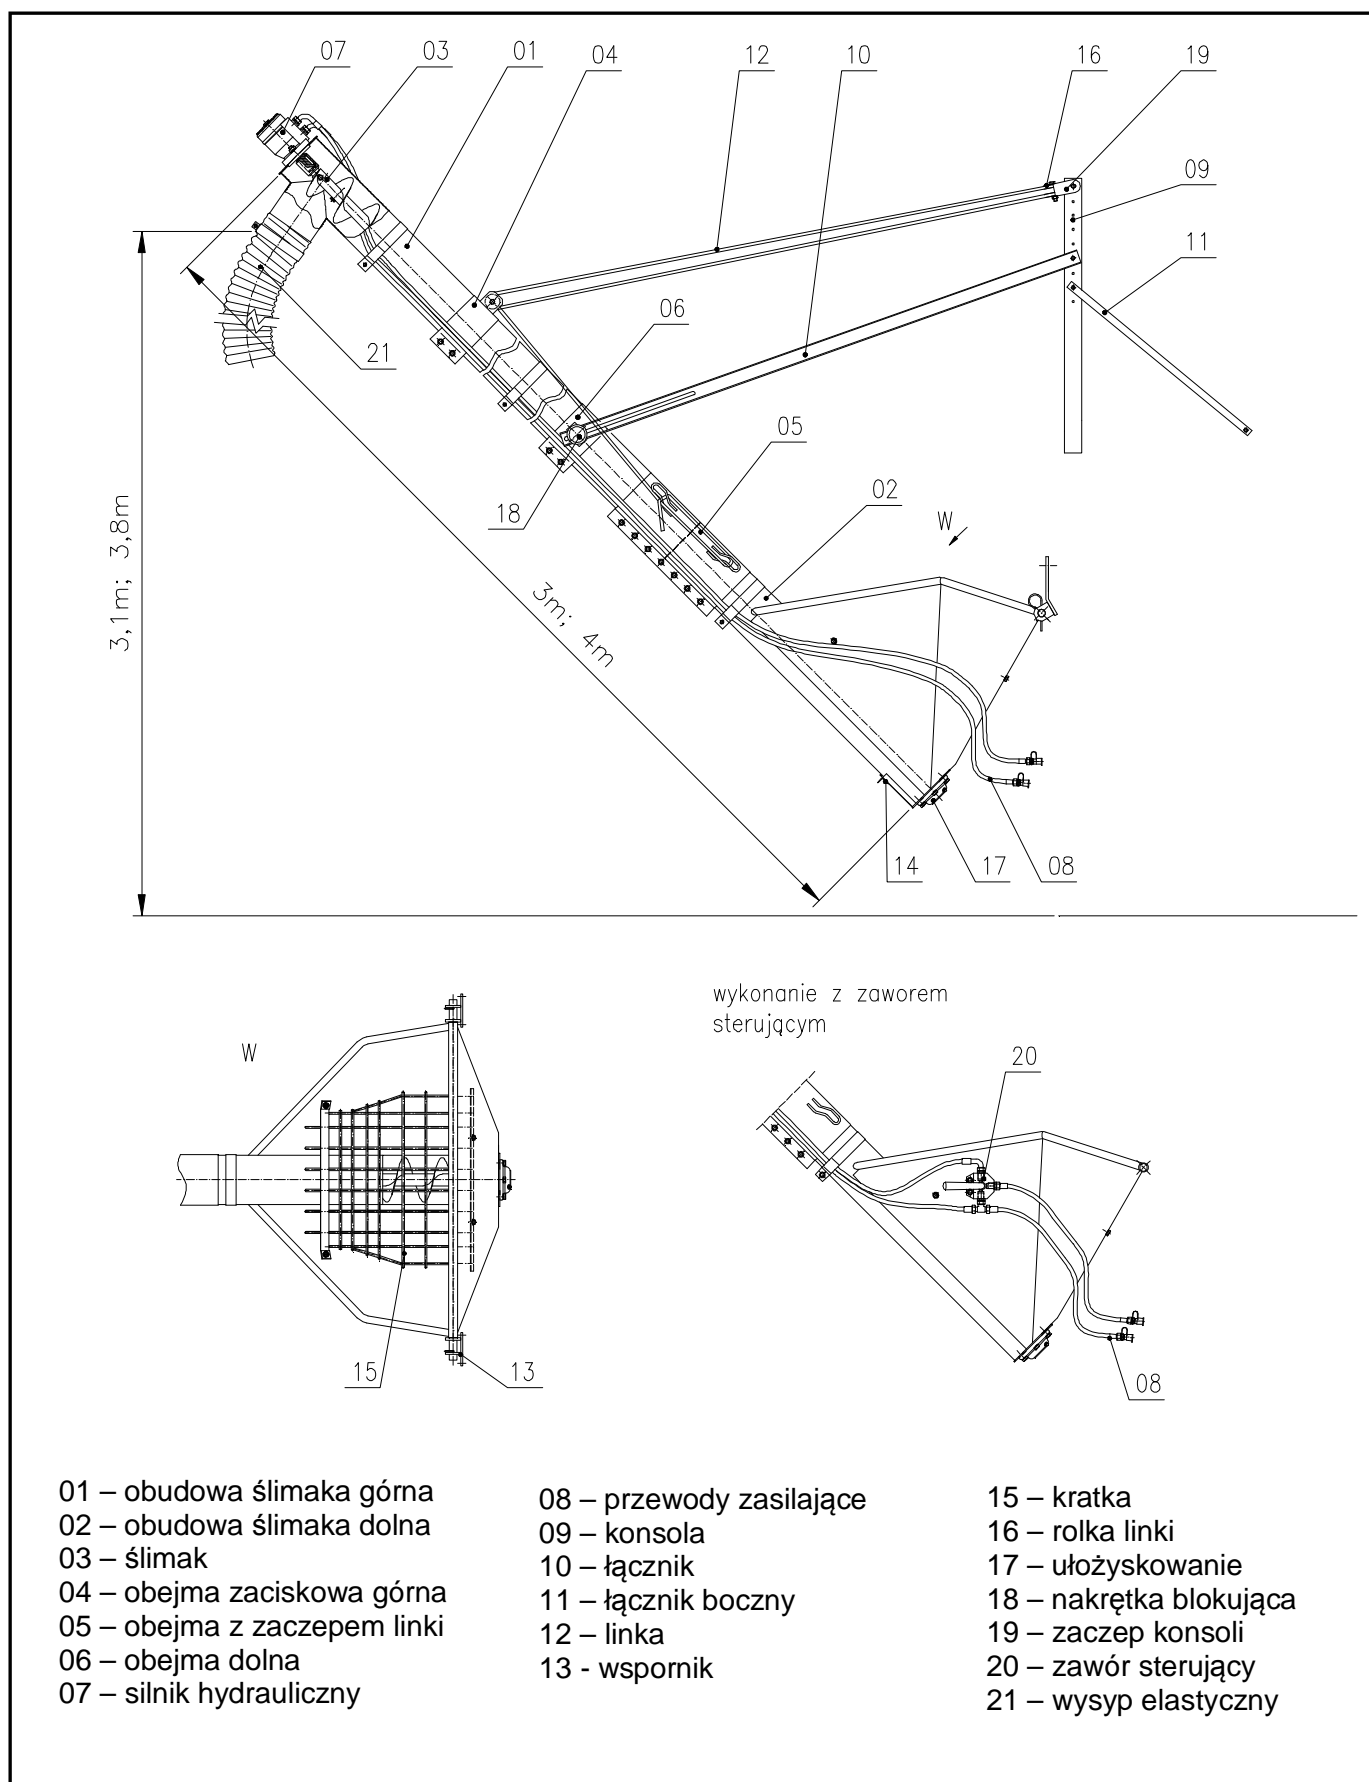 07
03
01
04
12
10
16
19
09
11
06
21
05
18
02
W
3,1m; 3,8m
3m; 4m
14
17
08
wykonanie z zaworem
sterującym
W
20
15
13
08
01 – obudowa ślimaka górna
02 – obudowa ślimaka dolna
03 – ślimak
04 – obejma zaciskowa górna
05 – obejma z zaczepem linki
06 – obejma dolna
07 – silnik hydrauliczny
08 – przewody zasilające
09 – konsola
10 – łącznik
11 – łącznik boczny
12 – linka
13 - wspornik
15 – kratka
16 – rolka linki
17 – ułożyskowanie
18 – nakrętka blokująca
19 – zaczep konsoli
20 – zawór sterujący
21 – wysyp elastyczny